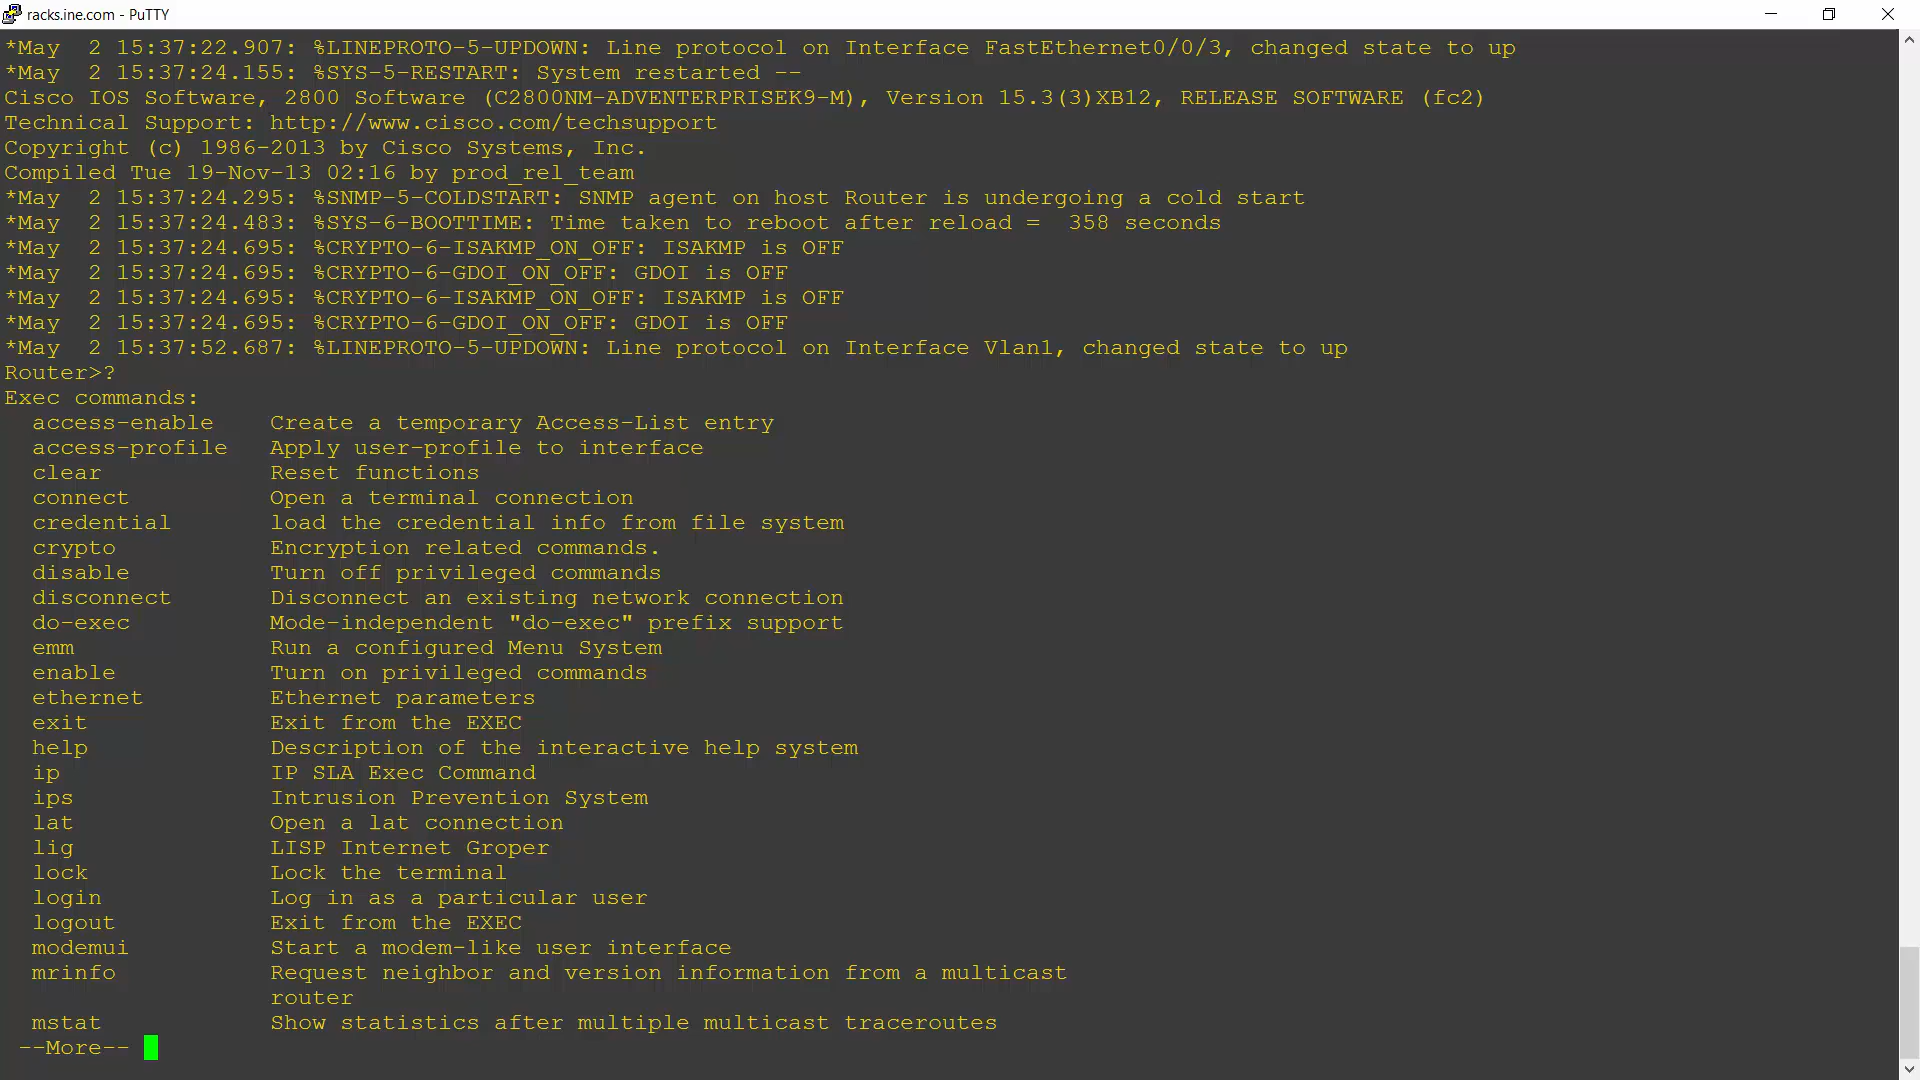 racks.ine.com - PuTTY
*May  2 15:37:22.907: %LINEPROTO-5-UPDOWN: Line protocol on Interface FastEthernet0/0/3, changed state to up
*May  2 15:37:24.155: %SYS-5-RESTART: System restarted --
Cisco IOS Software, 2800 Software (C2800NM-ADVENTERPRISEK9-M), Version 15.3(3)XB12, RELEASE SOFTWARE (fc2)
Technical Support: http://www.cisco.com/techsupport
Copyright (c) 1986-2013 by Cisco Systems, Inc.
Compiled Tue 19-Nov-13 02:16 by prod_rel_team
*May  2 15:37:24.295: %SNMP-5-COLDSTART: SNMP agent on host Router is undergoing a cold start
*May  2 15:37:24.483: %SYS-6-BOOTTIME: Time taken to reboot after reload =  358 seconds
*May  2 15:37:24.695: %CRYPTO-6-ISAKMP_ON_OFF: ISAKMP is OFF
*May  2 15:37:24.695: %CRYPTO-6-GDOI_ON_OFF: GDOI is OFF
*May  2 15:37:24.695: %CRYPTO-6-ISAKMP_ON_OFF: ISAKMP is OFF
*May  2 15:37:24.695: %CRYPTO-6-GDOI_ON_OFF: GDOI is OFF
*May  2 15:37:52.687: %LINEPROTO-5-UPDOWN: Line protocol on Interface Vlan1, changed state to up
Router>?
Exec commands:
  access-enable    Create a temporary Access-List entry
  access-profile   Apply user-profile to interface
  clear            Reset functions
  connect          Open a terminal connection
  credential       load the credential info from file system
  crypto           Encryption related commands.
  disable          Turn off privileged commands
  disconnect       Disconnect an existing network connection
  do-exec          Mode-independent "do-exec" prefix support
  emm              Run a configured Menu System
  enable           Turn on privileged commands
  ethernet         Ethernet parameters
  exit             Exit from the EXEC
  help             Description of the interactive help system
  ip               IP SLA Exec Command
  ips              Intrusion Prevention System
  lat              Open a lat connection
  lig              LISP Internet Groper
  lock             Lock the terminal
  login            Log in as a particular user
  logout           Exit from the EXEC
  modemui          Start a modem-like user interface
  mrinfo           Request neighbor and version information from a multicast
                   router
  mstat            Show statistics after multiple multicast traceroutes
 --More--